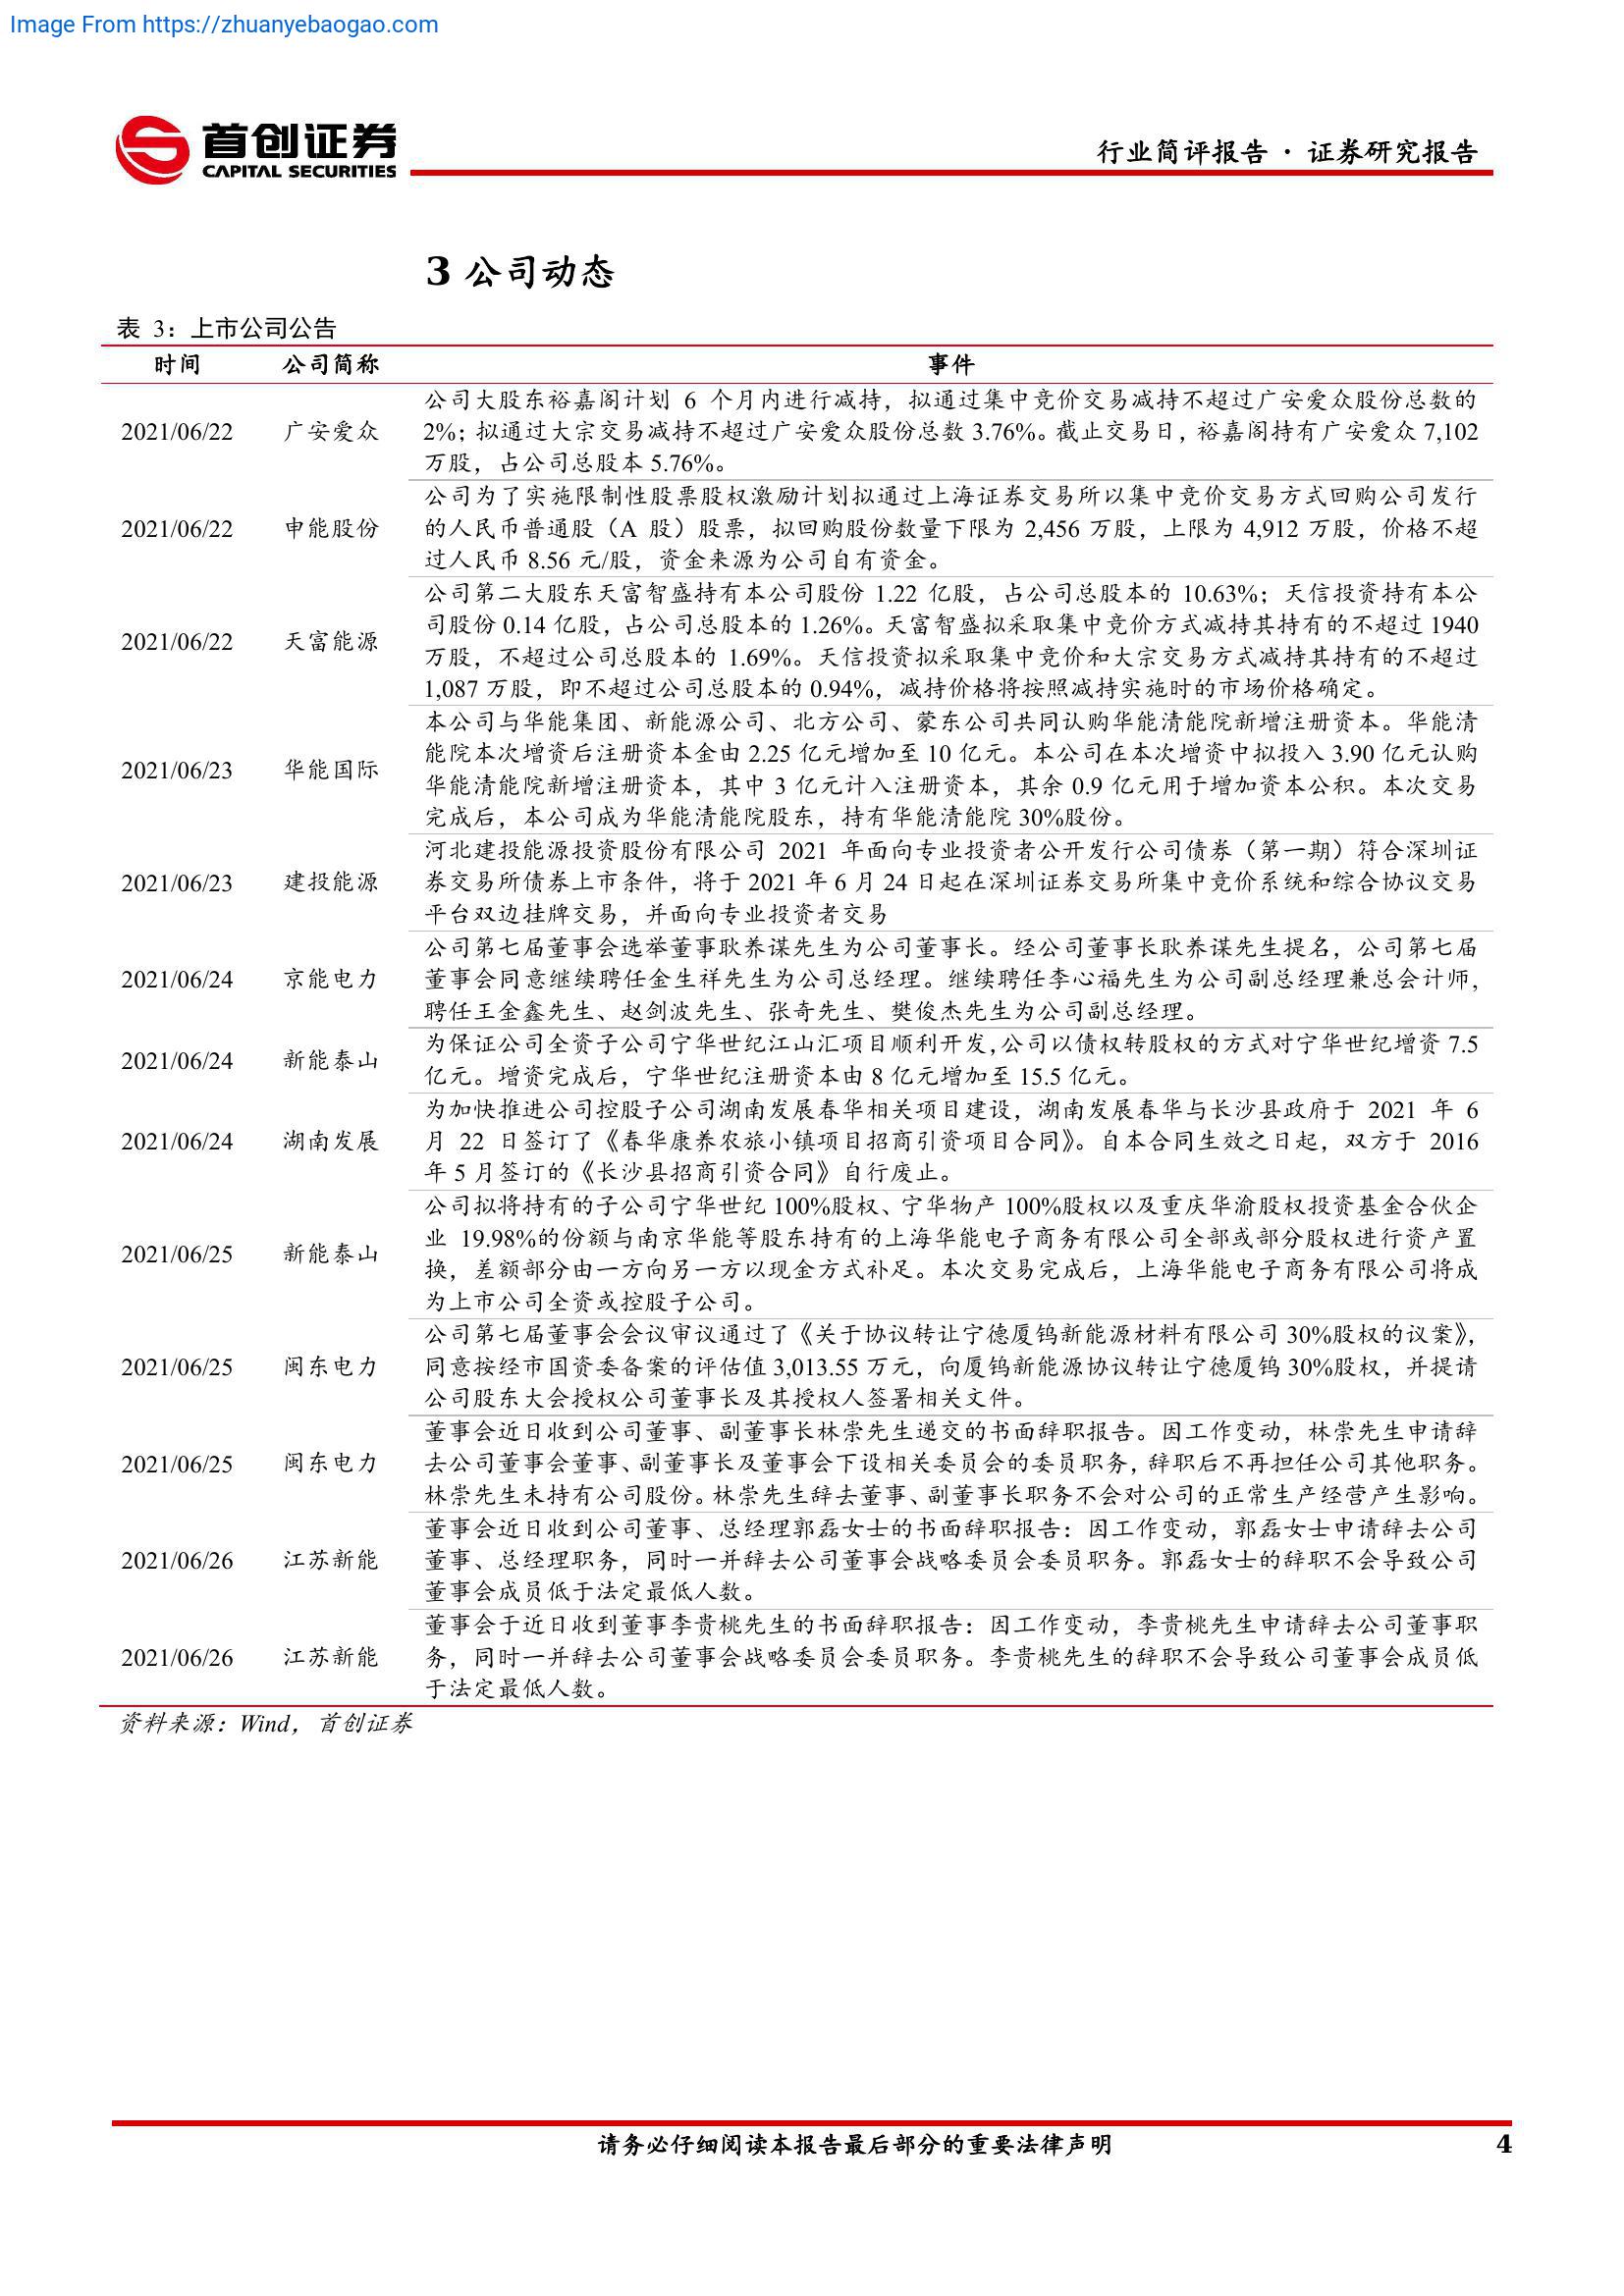 Image From https://zhuanyebaogao.com
首创证券
CAPITAL SECURITIES
行业简评报告 · 证券研究报告
3 公司动态
表 3：上市公司公告
时间 公司简称 事件
2021/06/22 广安爱众 公司大股东裕嘉阁计划 6 个月内进行减持，拟通过集中竞价交易减持不超过广安爱众股份总数的
2%；拟通过大宗交易减持不超过广安爱众股份总数 3.76%。截止交易日，裕嘉阁持有广安爱众 7,102
万股，占公司总股本 5.76%。
2021/06/22 申能股份 公司为了实施限制性股票股权激励计划拟通过上海证券交易所以集中竞价交易方式回购公司发行
的人民币普通股（A 股）股票，拟回购股份数量下限为 2,456 万股，上限为 4,912 万股，价格不超
过人民币 8.56 元/股，资金来源为公司自有资金。
2021/06/22 天富能源 公司第二大股东天富智盛持有本公司股份 1.22 亿股，占公司总股本的 10.63%；天信投资持有本公
司股份 0.14 亿股，占公司总股本的 1.26%。天富智盛拟采取集中竞价方式减持其持有的不超过 1940
万股，不超过公司总股本的 1.69%。天信投资拟采取集中竞价和大宗交易方式减持其持有的不超过
1,087 万股，即不超过公司总股本的 0.94%，减持价格将按照减持实施时的市场价格确定。
2021/06/23 华能国际 本公司与华能集团、新能源公司、北方公司、蒙东公司共同认购华能清能院新增注册资本。华能清
能院本次增资后注册资本金由 2.25 亿元增加至 10 亿元。本公司在本次增资中拟投入 3.90 亿元认购
华能清能院新增注册资本，其中 3 亿元计入注册资本，其余 0.9 亿元用于增加资本公积。本次交易
完成后，本公司成为华能清能院股东，持有华能清能院 30%股份。
2021/06/23 建投能源 河北建投能源投资股份有限公司 2021 年面向专业投资者公开发行公司债券（第一期）符合深圳证
券交易所债券上市条件，将于 2021 年 6 月 24 日起在深圳证券交易所集中竞价系统和综合协议交易
平台双边挂牌交易，并面向专业投资者交易
2021/06/24 京能电力 公司第七届董事会选举董事耿养谋先生为公司董事长。经公司董事长耿养谋先生提名，公司第七届
董事会同意继续聘任金生祥先生为公司总经理。继续聘任李心福先生为公司副总经理兼总会计师，
聘任王金鑫先生、赵剑波先生、张奇先生、樊俊杰先生为公司副总经理。
2021/06/24 新能泰山 为保证公司全资子公司宁华世纪江山汇项目顺利开发，公司以债权转股权的方式对宁华世纪增资 7.5
亿元。增资完成后，宁华世纪注册资本由 8 亿元增加至 15.5 亿元。
2021/06/24 湖南发展 为加快推进公司控股子公司湖南发展春华相关项目建设，湖南发展春华与长沙县政府于 2021 年 6
月 22 日签订了《春华康养农旅小镇项目招商引资项目合同》。自本合同生效之日起，双方于 2016
年 5 月签订的《长沙县招商引资合同》自行废止。
2021/06/25 新能泰山 公司拟将持有的子公司宁华世纪 100%股权、宁华物产 100%股权以及重庆华渝股权投资基金合伙企
业 19.98%的份额与南京华能等股东持有的上海华能电子商务有限公司全部或部分股权进行资产置
换，差额部分由一方向另一方以现金方式补足。本次交易完成后，上海华能电子商务有限公司将成
为上市公司全资或控股子公司。
2021/06/25 闽东电力 公司第七届董事会会议审议通过了《关于协议转让宁德厦钨新能源材料有限公司 30%股权的议案》，
同意按经市国资委备案的评估值 3,013.55 万元，向厦钨新能源协议转让宁德厦钨 30%股权，并提请
公司股东大会授权公司董事长及其授权人签署相关文件。
2021/06/25 闽东电力 董事会近日收到公司董事、副董事长林崇先生递交的书面辞职报告。因工作变动，林崇先生申请辞
去公司董事会董事、副董事长及董事会下设相关委员会的委员职务，辞职后不再担任公司其他职务。
林崇先生未持有公司股份。林崇先生辞去董事、副董事长职务不会对公司的正常生产经营产生影响。
2021/06/26 江苏新能 董事会近日收到公司董事、总经理郭磊女士的书面辞职报告：因工作变动，郭磊女士申请辞去公司
董事、总经理职务，同时一并辞去公司董事会战略委员会委员职务。郭磊女士的辞职不会导致公司
董事会成员低于法定最低人数。
2021/06/26 江苏新能 董事会于近日收到董事李贵桃先生的书面辞职报告：因工作变动，李贵桃先生申请辞去公司董事职
务，同时一并辞去公司董事会战略委员会委员职务。李贵桃先生的辞职不会导致公司董事会成员低
于法定最低人数。
资料来源：Wind，首创证券
请务必仔细阅读本报告最后部分的重要法律声明 4